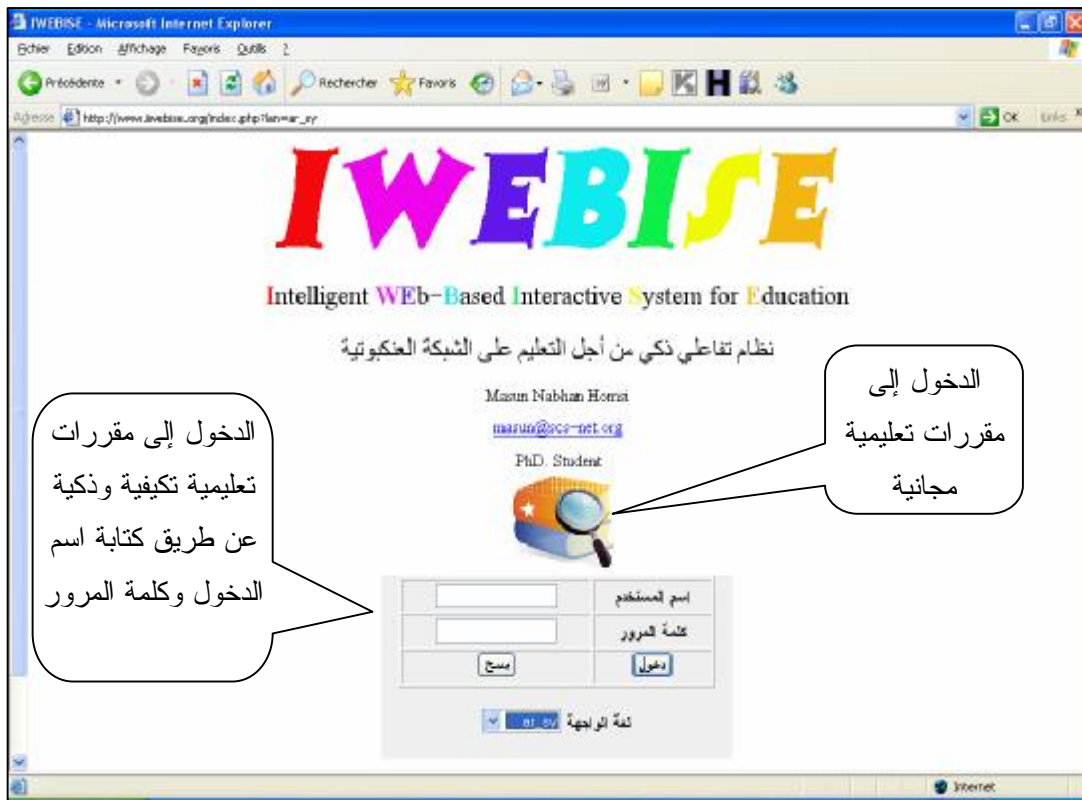 IWEBISE - Microsoft Internet Explorer
Fichier Edition Affichage Favoris Outils ?
Précédente Rechercher Favoris
Adresse http://www.iwebise.org/index.php?lan=ar_sy OK Links
IWEBISE
Intelligent WEb-Based Interactive System for Education
نظام تفاعلي ذكي من أجل التعليم على الشبكة العنكبوتية
Masun Nabhan Homsi
masun@scs-net.org
PhD. Student
الدخول إلى
مقررات تعليمية
مجانية
الدخول إلى مقررات
تعليمية تكيفية وذكية
عن طريق كتابة اسم
الدخول وكلمة المرور
اسم المستخدم
كلمة المرور
دخول مسح
لغة الواجهة ar_sy
Internet